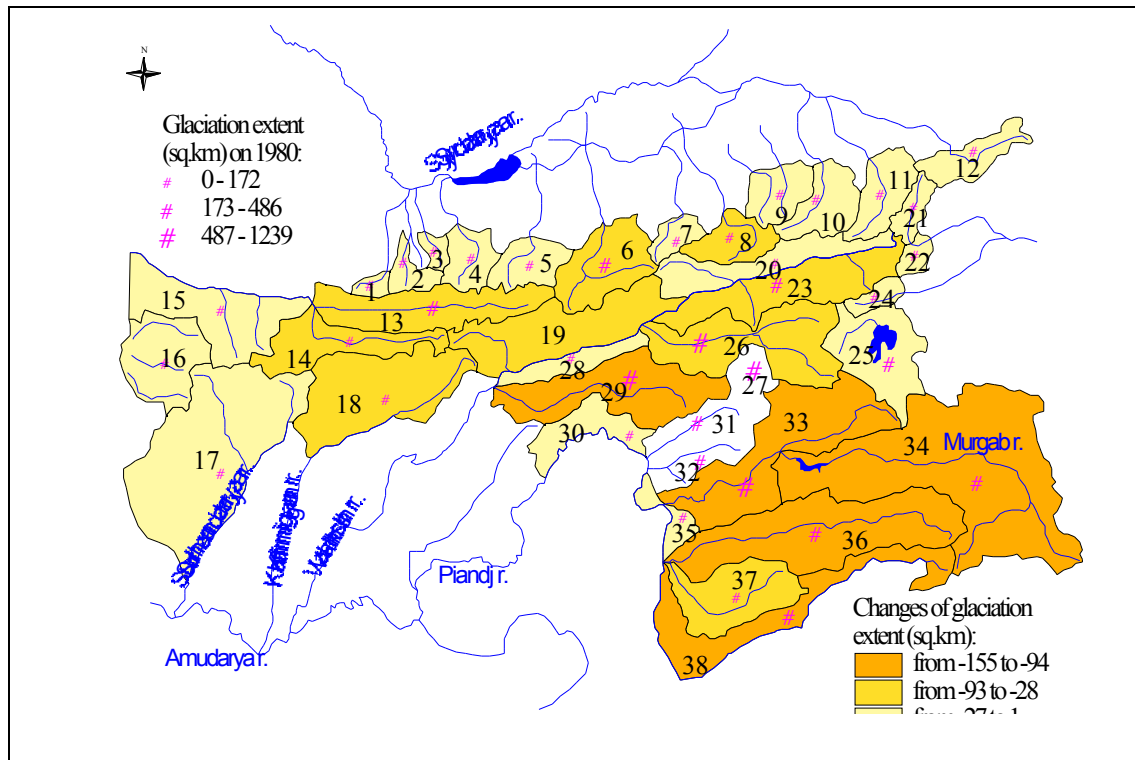 N
Glaciation extent
(sq.km) on 1980:
# 0 - 172
# 173 - 486
# 487 - 1239
12
11
9
10
21
7
8
6
22
3
20
5
4
2
23
1
24
15
13
19
26
25
14
16
28
27
29
18
31
33
30
34
Murgab r.
17
32
35
36
Piandj r.
37
Changes of glaciation
extent (sq.km):
from -155 to -94
from -93 to -28
38
Amudarya r.